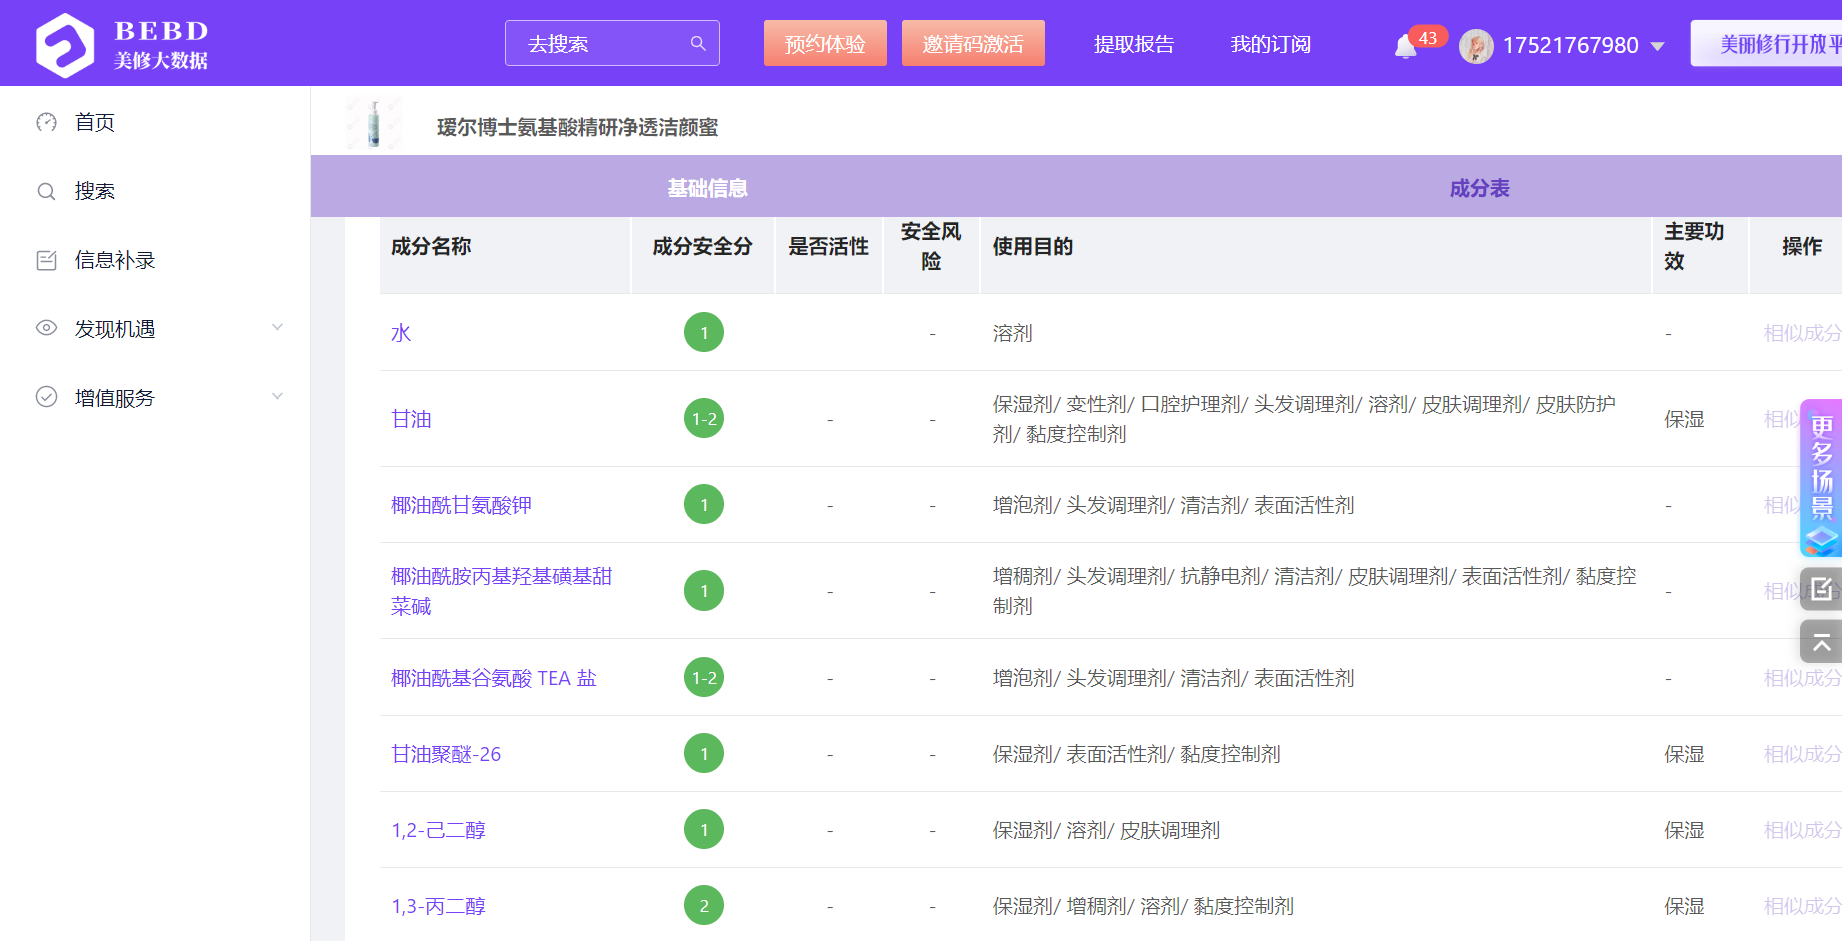 BEBD
美修大数据
去搜索
预约体验
邀请码激活
提取报告
我的订阅
43
17521767980
美丽修行开放平
首页
搜索
信息补录
发现机遇
增值服务
瑷尔博士氨基酸精研净透洁颜蜜
基础信息
成分表
成分名称
成分安全分
是否活性
安全风
险
使用目的
主要功
效
操作
水
1
-
溶剂
-
相似成分
甘油
1-2
-
-
保湿剂/ 变性剂/ 口腔护理剂/ 头发调理剂/ 溶剂/ 皮肤调理剂/ 皮肤防护
剂/ 黏度控制剂
保湿
相似
椰油酰甘氨酸钾
1
-
-
增泡剂/ 头发调理剂/ 清洁剂/ 表面活性剂
-
相似
椰油酰胺丙基羟基磺基甜
菜碱
1
-
-
增稠剂/ 头发调理剂/ 抗静电剂/ 清洁剂/ 皮肤调理剂/ 表面活性剂/ 黏度控
制剂
-
相似
椰油酰基谷氨酸 TEA 盐
1-2
-
-
增泡剂/ 头发调理剂/ 清洁剂/ 表面活性剂
-
相似成分
甘油聚醚-26
1
-
-
保湿剂/ 表面活性剂/ 黏度控制剂
保湿
相似成分
1,2-己二醇
1
-
-
保湿剂/ 溶剂/ 皮肤调理剂
保湿
相似成分
1,3-丙二醇
2
-
-
保湿剂/ 增稠剂/ 溶剂/ 黏度控制剂
保湿
相似成分
更多场景